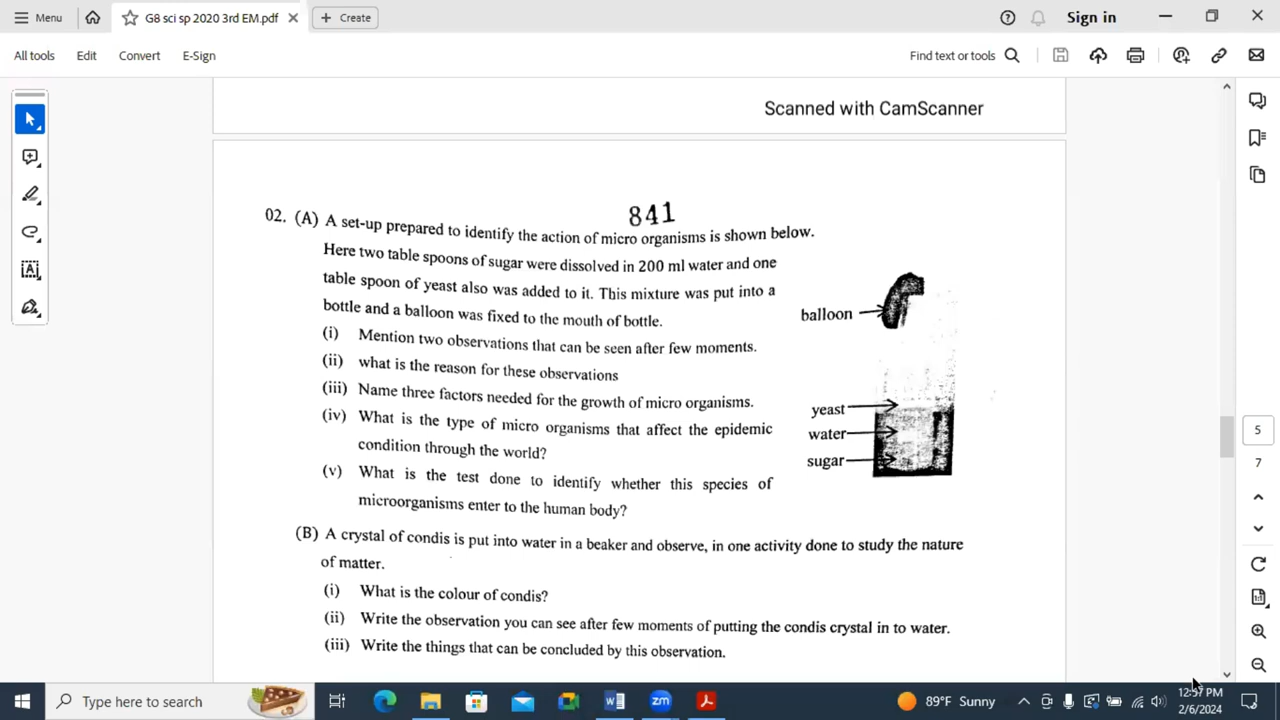 Menu
G8 sci sp 2020 3rd EM.pdf
Create
Sign in
All tools Edit Convert E-Sign
Find text or tools
Scanned with CamScanner
841
02. (A) A set-up prepared to identify the action of micro organisms is shown below.
Here two table spoons of sugar were dissolved in 200 ml water and one
table spoon of yeast also was added to it. This mixture was put into a
bottle and a balloon was fixed to the mouth of bottle.
(i) Mention two observations that can be seen after few moments.
(ii) what is the reason for these observations
(iii) Name three factors needed for the growth of micro organisms.
(iv) What is the type of micro organisms that affect the epidemic
condition through the world?
(v) What is the test done to identify whether this species of
microorganisms enter to the human body?
balloon
yeast
water
sugar
(B) A crystal of condis is put into water in a beaker and observe, in one activity done to study the nature
of matter.
(i) What is the colour of condis?
(ii) Write the observation you can see after few moments of putting the condis crystal in to water.
(iii) Write the things that can be concluded by this observation.
5
7
Type here to search
89°F Sunny
12:57 PM
2/6/2024